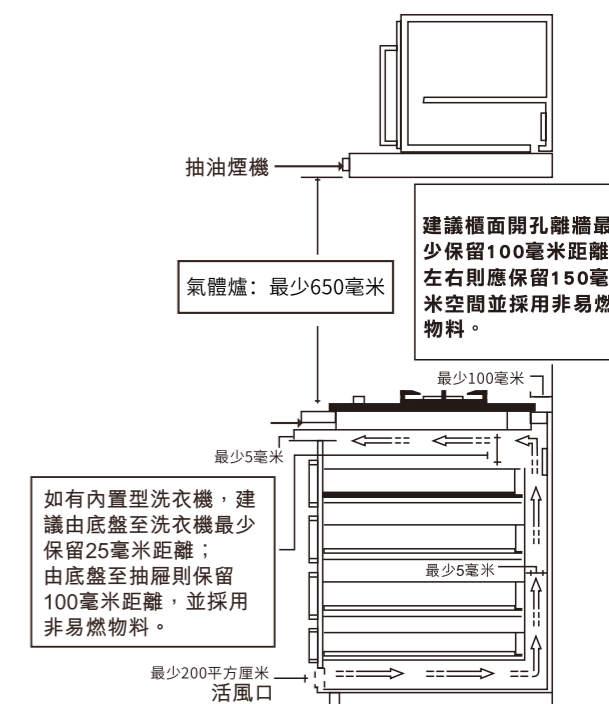 抽油煙機
建議櫃面開孔離牆最
少保留100毫米距離
左右則應保留150毫
米空間並採用非易燃
物料。
氣體爐：最少650毫米
最少100毫米
最少5毫米
如有內置型洗衣機，建
議由底盤至洗衣機最少
保留25毫米距離；
由底盤至抽屜則保留
100毫米距離，並採用
非易燃物料。
最少5毫米
最少200平方厘米
活風口